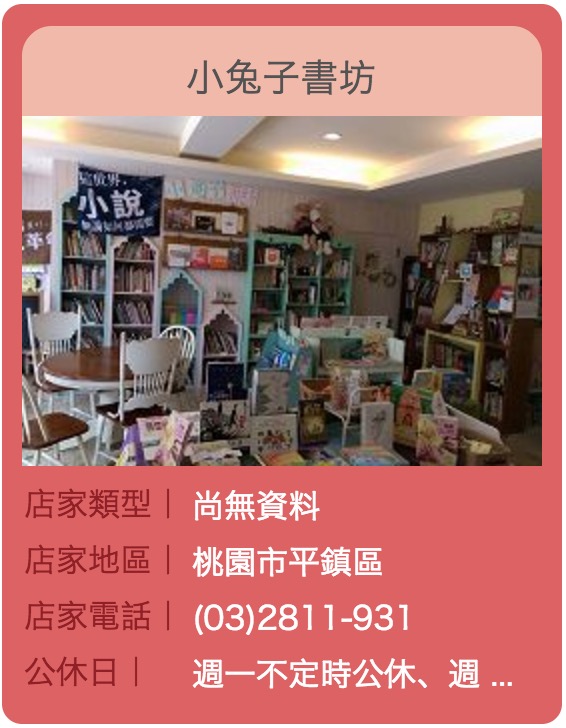 小兔子書坊
小說
店家類型｜ 尚無資料
店家地區｜ 桃園市平鎮區
店家電話｜ (03)2811-931
公休日｜ 週一不定時公休、週 ...